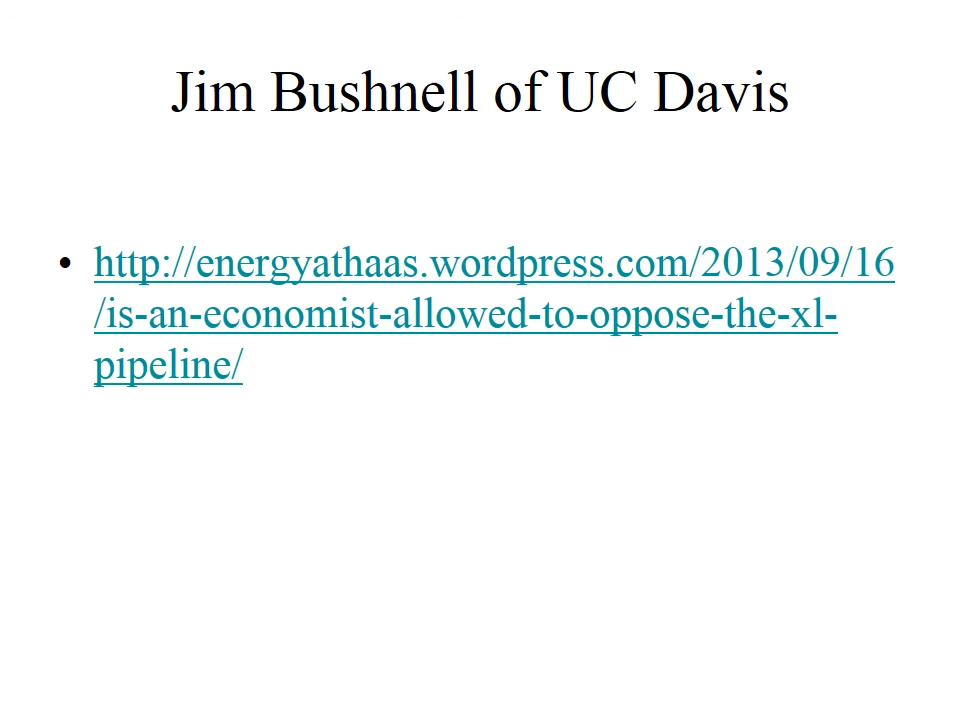 Jim Bushnell of UC Davis
• http://energyathaas.wordpress.com/2013/09/16
/is-an-economist-allowed-to-oppose-the-xl-
pipeline/